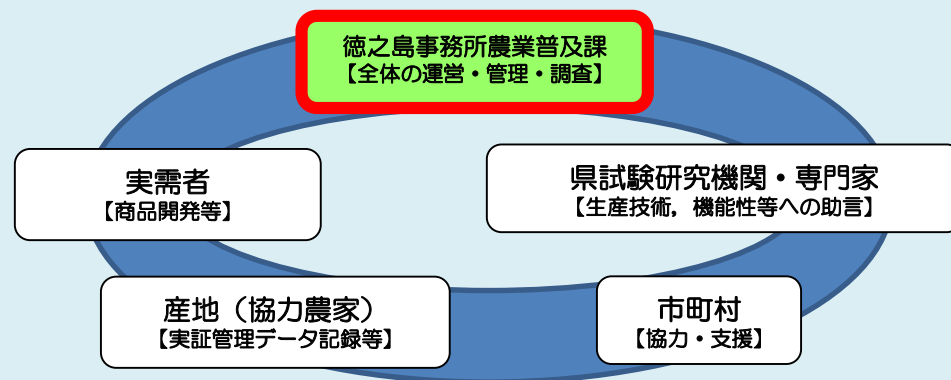 徳之島事務所農業普及課
【全体の運営・管理・調査】
実需者
【商品開発等】
県試験研究機関・専門家
【生産技術，機能性等への助言】
産地（協力農家）
【実証管理データ記録等】
市町村
【協力・支援】